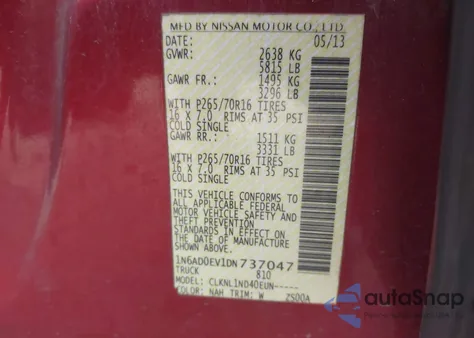 MFD BY NISSAN MOTOR CO., LTD.
DATE: 05/13
GVWR: 2638 KG
5815 LB
GAWR FR.: 1495 KG
3296 LB
WITH P265/70R16 TIRES
16 X 7.0 RIMS AT 35 PSI
COLD SINGLE
GAWR RR.: 1511 KG
3331 LB
WITH P265/70R16 TIRES
16 X 7.0 RIMS AT 35 PSI
COLD SINGLE
THIS VEHICLE CONFORMS TO
ALL APPLICABLE FEDERAL
MOTOR VEHICLE SAFETY AND
THEFT PREVENTION
STANDARDS IN EFFECT ON
THE DATE OF MANUFACTURE
SHOWN ABOVE.
1N6AD0EV1DN737047
TRUCK 810
MODEL: CLKNL1ND40EUN-----
COLOR: NAH TRIM: W 2S00A
autoSnap